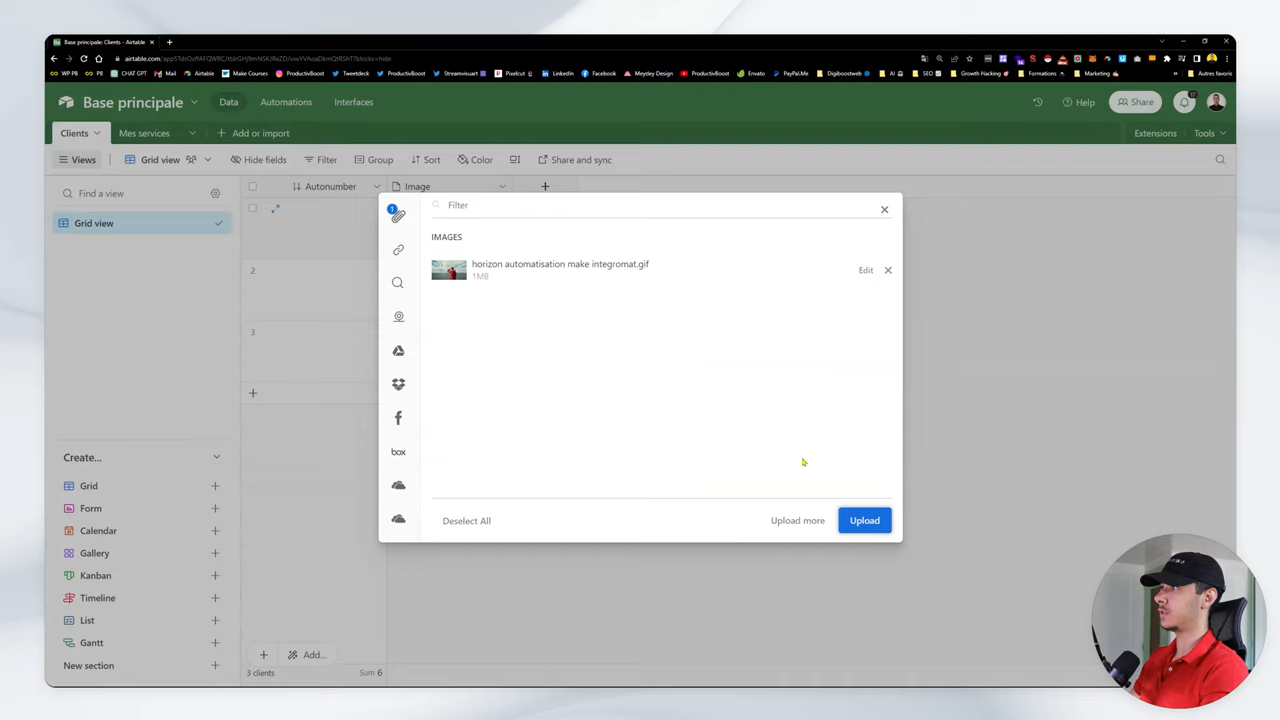 Base principale: Clients - Airtable
WP P8 P8 CHAT GPT Mail Airtable Make Courses ProductivBoost Tweetdeck ProductivBoost Streamvisuart Pixelcut LinkedIn Facebook Meydey Design ProductivBoost Envato PayPal.Me Digiboostweb AI SEO Growth Hacking Formations Marketing Autres favoris
Base principale Data Automations Interfaces Help Share 17
Clients Mes services Add or import Extensions Tools
Views Grid view Hide fields Filter Group Sort Color Share and sync
Find a view
Autonumber Image
Grid view
2
3
1
Filter
IMAGES
horizon automatisation make integromat.gif
1MB
Edit
box
Deselect All Upload more Upload
Create...
Grid
Form
Calendar
Gallery
Kanban
Timeline
List
Gantt
New section
Add...
3 clients Sum 6